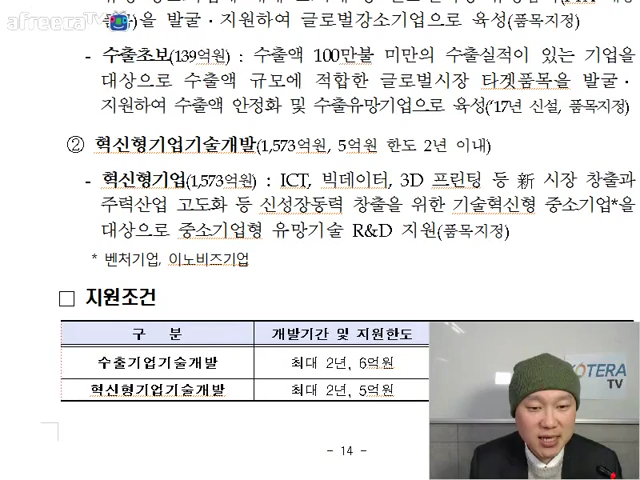 afreecaTV
품목)을 발굴·지원하여 글로벌강소기업으로 육성(품목지정)
- 수출초보(139억원) : 수출액 100만불 미만의 수출실적이 있는 기업을
대상으로 수출액 규모에 적합한 글로벌시장 타겟품목을 발굴·
지원하여 수출액 안정화 및 수출유망기업으로 육성('17년 신설, 품목지정)
② 혁신형기업기술개발(1,573억원, 5억원 한도 2년 이내)
- 혁신형기업(1,573억원) : ICT, 빅데이터, 3D 프린팅 등 新 시장 창출과
주력산업 고도화 등 신성장동력 창출을 위한 기술혁신형 중소기업*을
대상으로 중소기업형 유망기술 R&D 지원(품목지정)
* 벤처기업, 이노비즈기업
□ 지원조건
구 분 개발기간 및 지원한도
수출기업기술개발 최대 2년, 6억원
혁신형기업기술개발 최대 2년, 5억원
KOTERA
TV
- 14 -